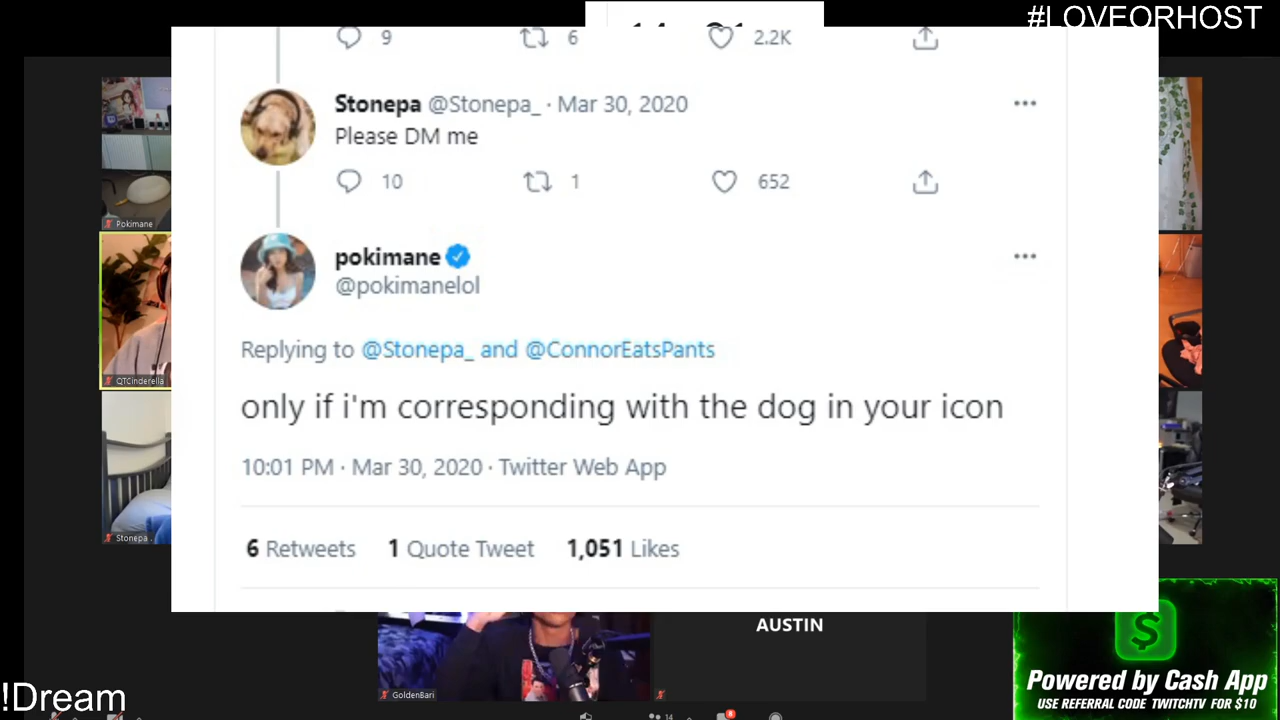 #LOVEORHOST
9 6 2.2K
Stonepa @Stonepa_ · Mar 30, 2020
Please DM me
10 1 652
pokimane
@pokimanelol
Replying to @Stonepa_ and @ConnorEatsPants
only if i'm corresponding with the dog in your icon
10:01 PM · Mar 30, 2020 · Twitter Web App
6 Retweets 1 Quote Tweet 1,051 Likes
Pokimane
QTCinderella
Stonepa .
GoldenBari
AUSTIN
!Dream
14
8
$
Powered by Cash App
USE REFERRAL CODE TWITCHTV FOR $10